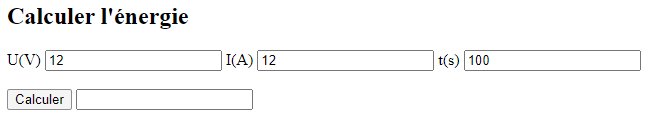 Calculer l'énergie
U(V) 12 I(A) 12 t(s) 100
Calculer